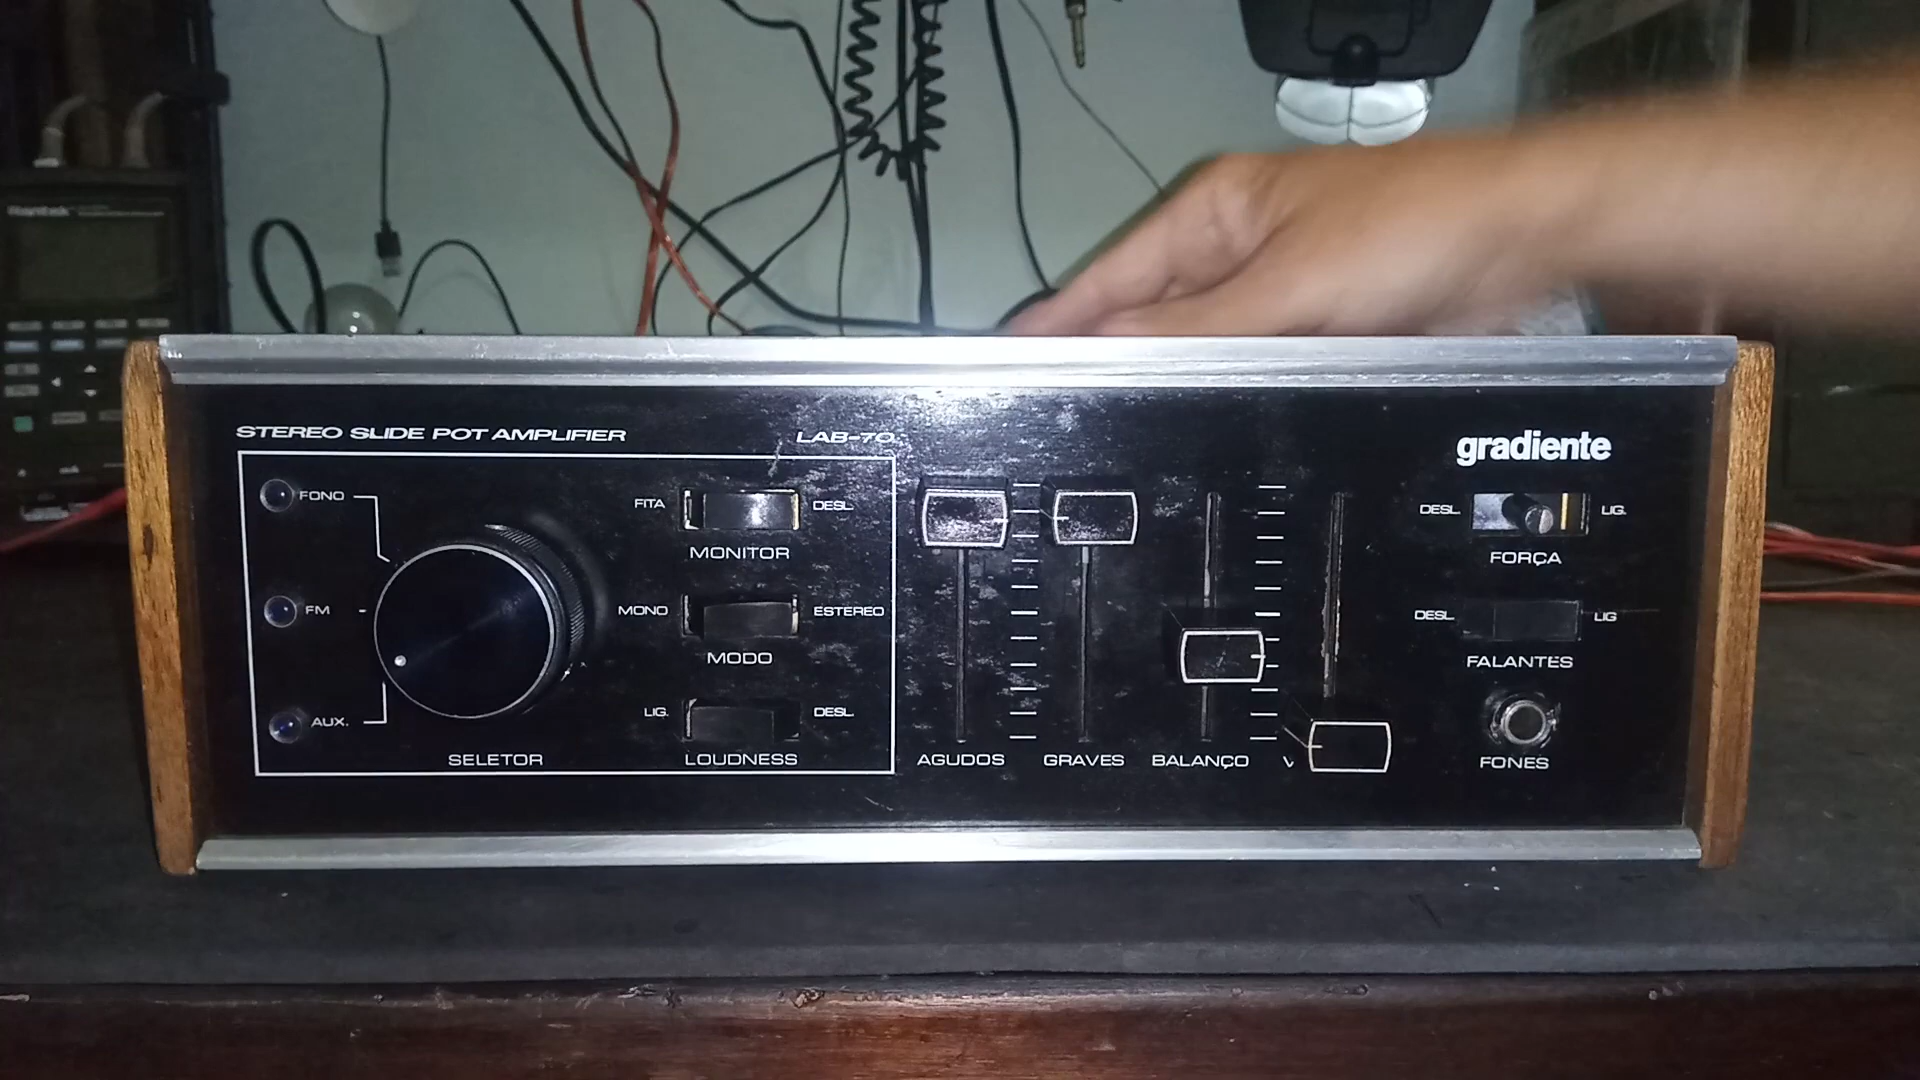 STEREO SLIDE POT AMPLIFIER
LAB-70
gradiente
FONO
FM
AUX.
SELETOR
FITA
DESL.
MONITOR
MONO
ESTEREO
MODO
LIG.
DESL.
LOUDNESS
AGUDOS
GRAVES
BALANÇO
V
DESL.
LIG.
FORÇA
DESL.
LIG
FALANTES
FONES